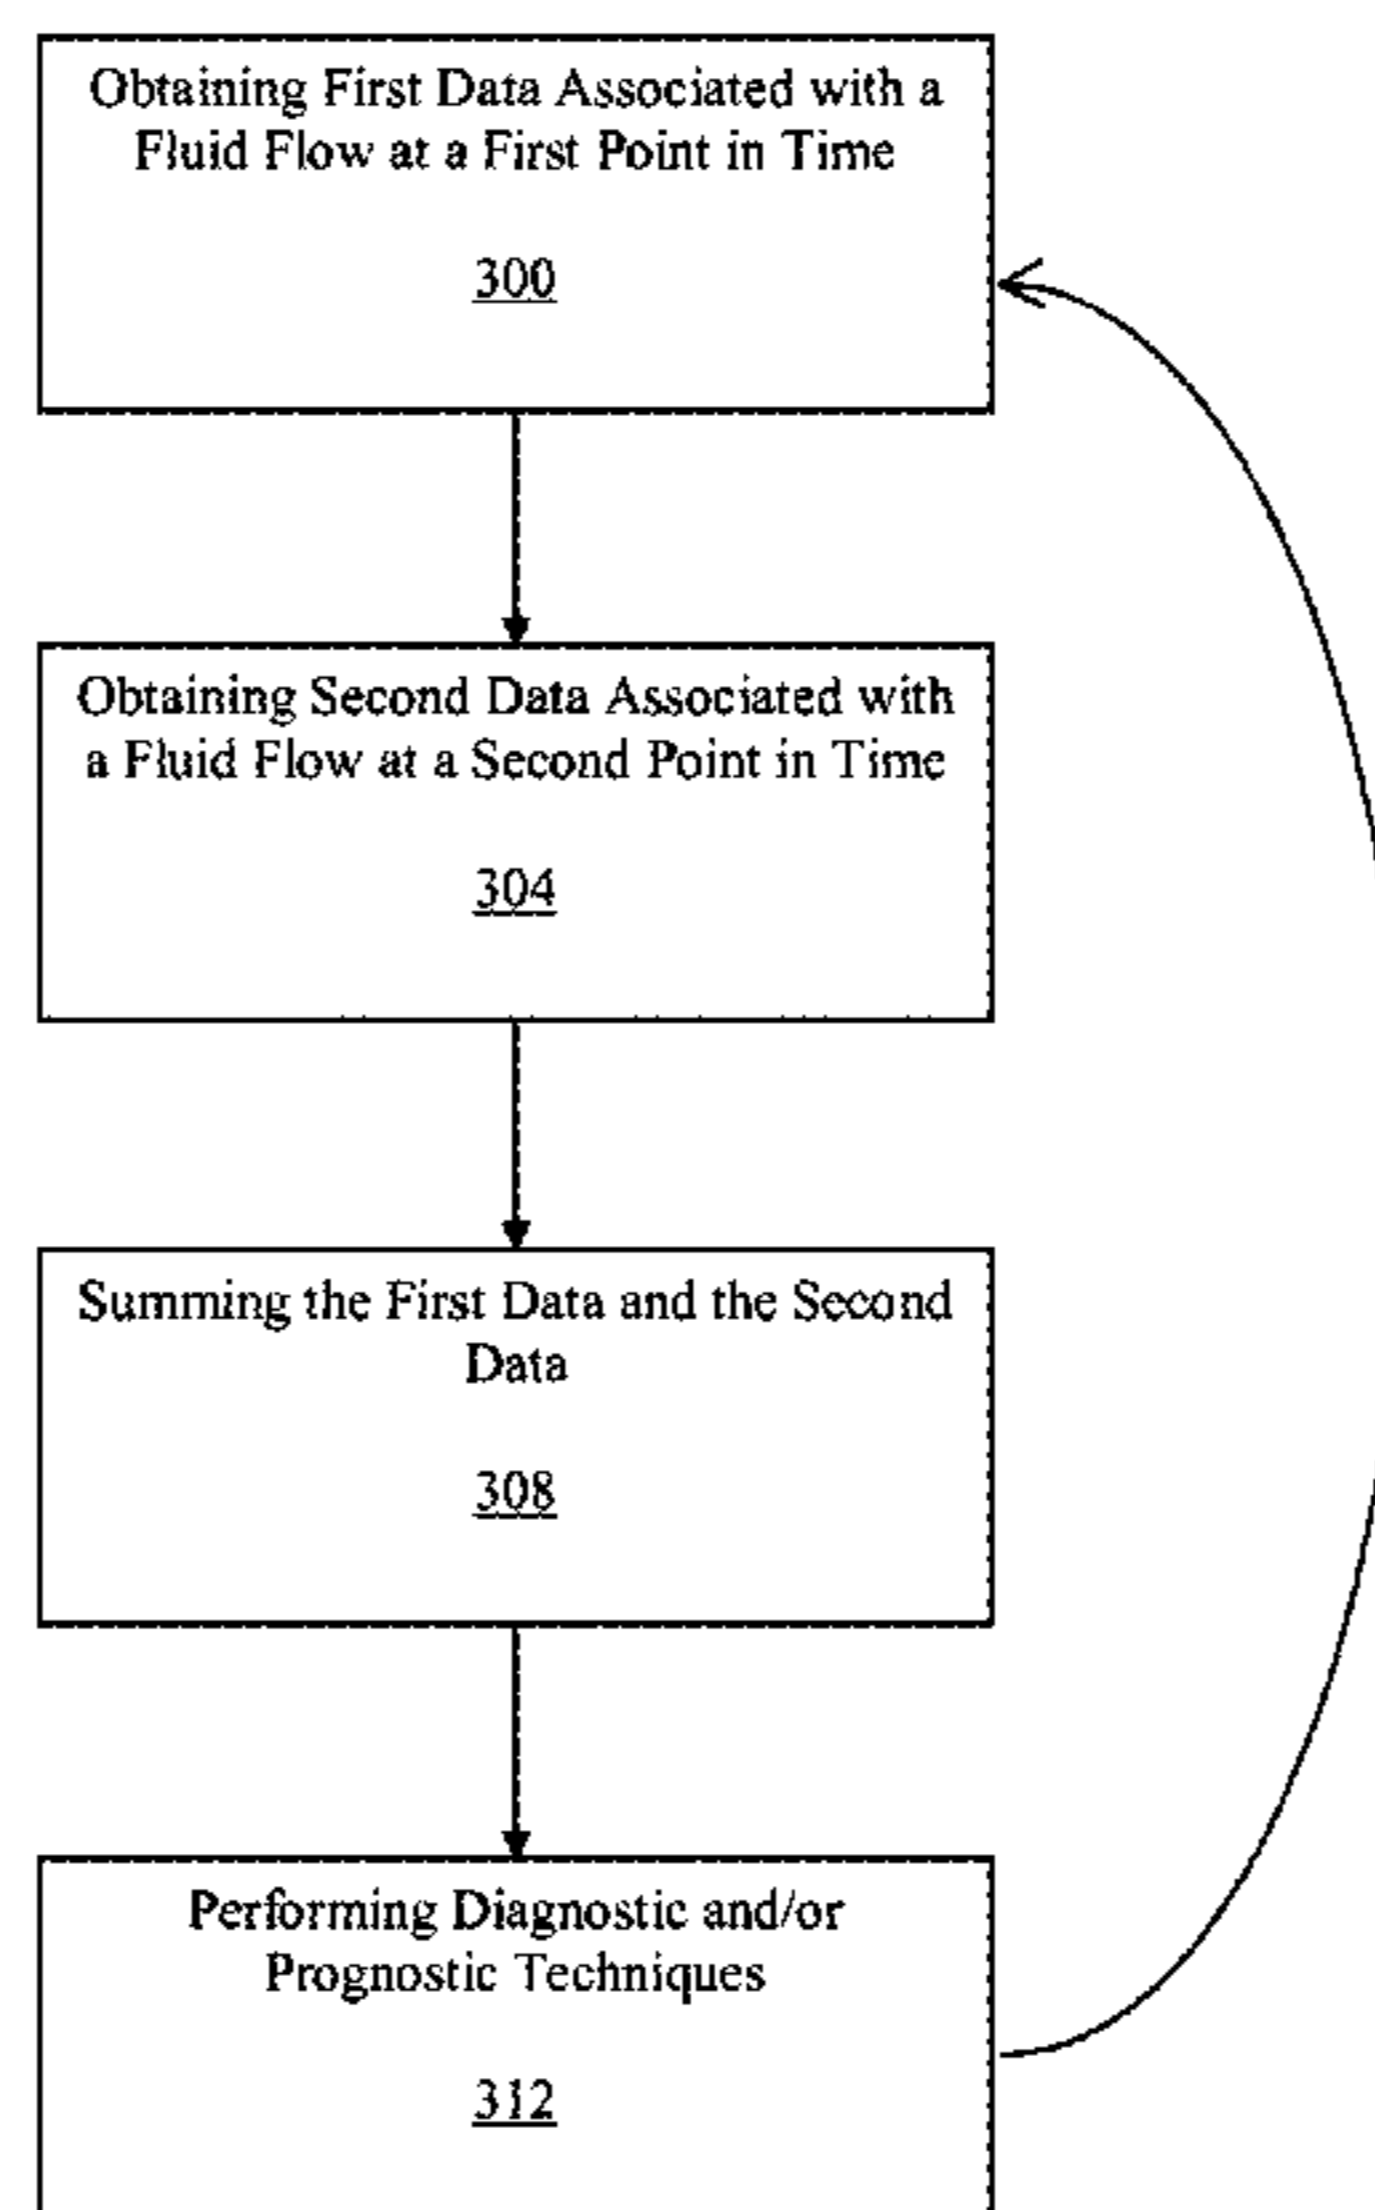 Obtaining First Data Associated with a
Fluid Flow at a First Point in Time
300
Obtaining Second Data Associated with
a Fluid Flow at a Second Point in Time
304
Summing the First Data and the Second
Data
308
Performing Diagnostic and/or
Prognostic Techniques
312